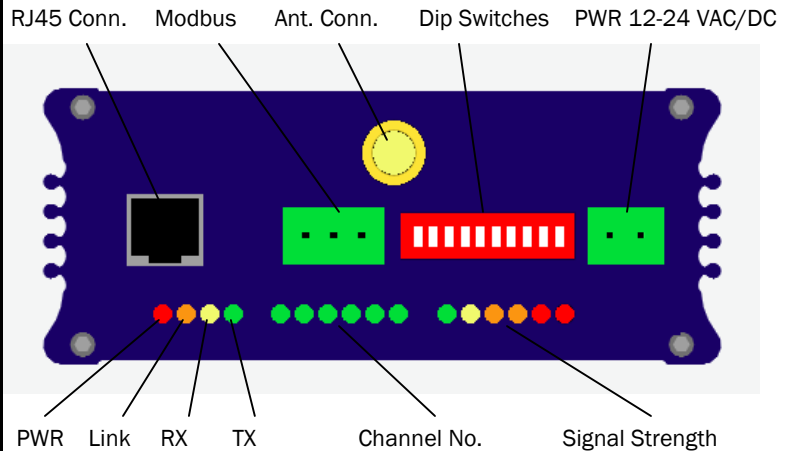 RJ45 Conn. Modbus Ant. Conn. Dip Switches PWR 12-24 VAC/DC
PWR Link RX TX Channel No. Signal Strength